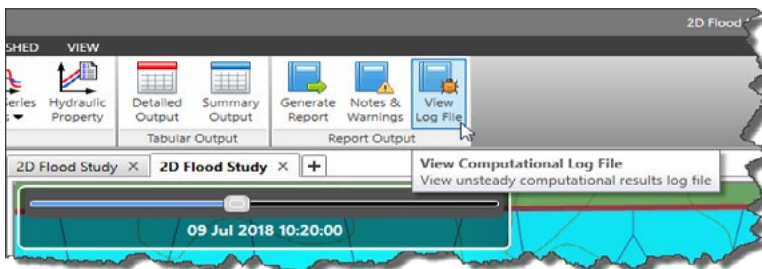 2D Flood
SHED VIEW
eries Hydraulic Property
Detailed Output
Summary Output
Generate Report
Notes & Warnings
View Log File
Tabular Output
Report Output
2D Flood Study × 2D Flood Study × +
View Computational Log File
View unsteady computational results log file
09 Jul 2018 10:20:00